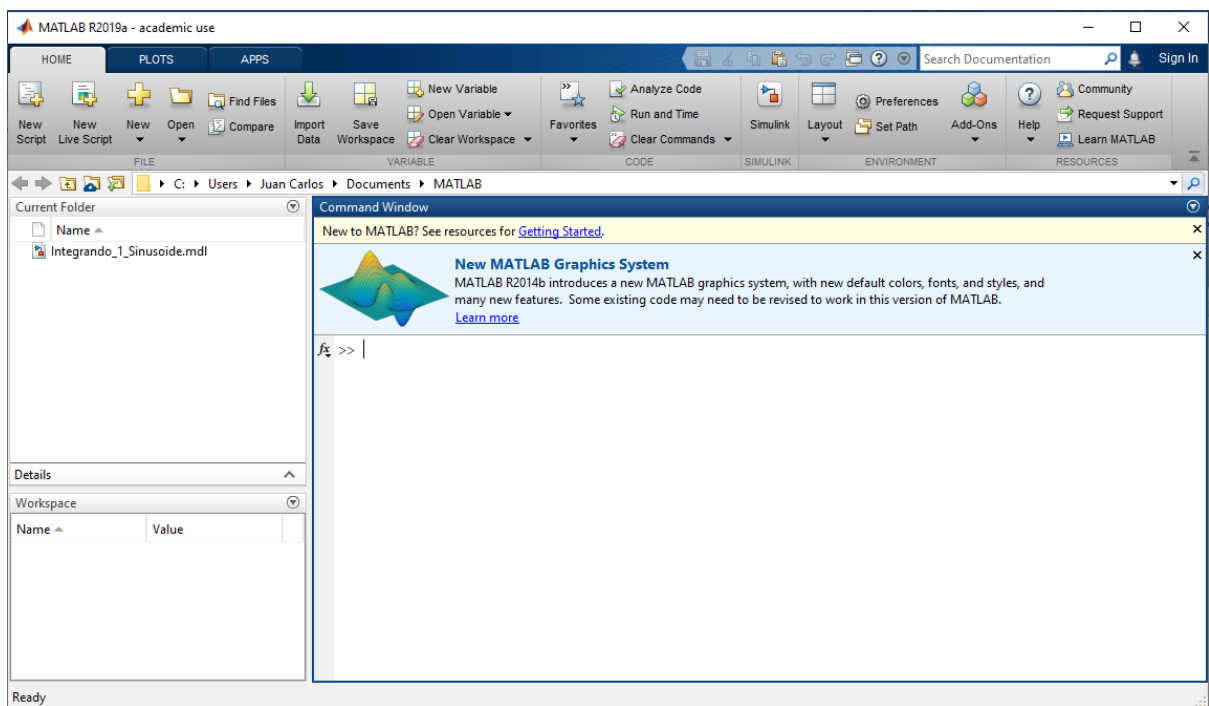 MATLAB R2019a - academic use
HOME PLOTS APPS Search Documentation Sign In
New Script
New Live Script
New
Open
Find Files
Compare
FILE
Import Data
Save Workspace
New Variable
Open Variable
Clear Workspace
VARIABLE
Favorites
Analyze Code
Run and Time
Clear Commands
CODE
Simulink
SIMULINK
Layout
Preferences
Set Path
Add-Ons
ENVIRONMENT
Help
Community
Request Support
Learn MATLAB
RESOURCES
C: Users Juan Carlos Documents MATLAB
Current Folder
Name
Integrando_1_Sinusoide.mdl
Details
Workspace
Name Value
Command Window
New to MATLAB? See resources for Getting Started.
New MATLAB Graphics System
MATLAB R2014b introduces a new MATLAB graphics system, with new default colors, fonts, and styles, and
many new features. Some existing code may need to be revised to work in this version of MATLAB.
Learn more
fx >>
Ready